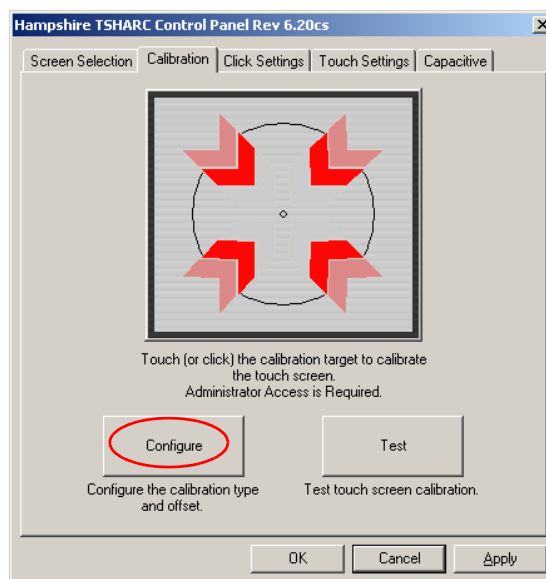 Hampshire TSHARC Control Panel Rev 6.20cs
Screen Selection Calibration Click Settings Touch Settings Capacitive
Touch (or click) the calibration target to calibrate
the touch screen.
Administrator Access is Required.
Configure Test
Configure the calibration type Test touch screen calibration.
and offset.
OK Cancel Apply